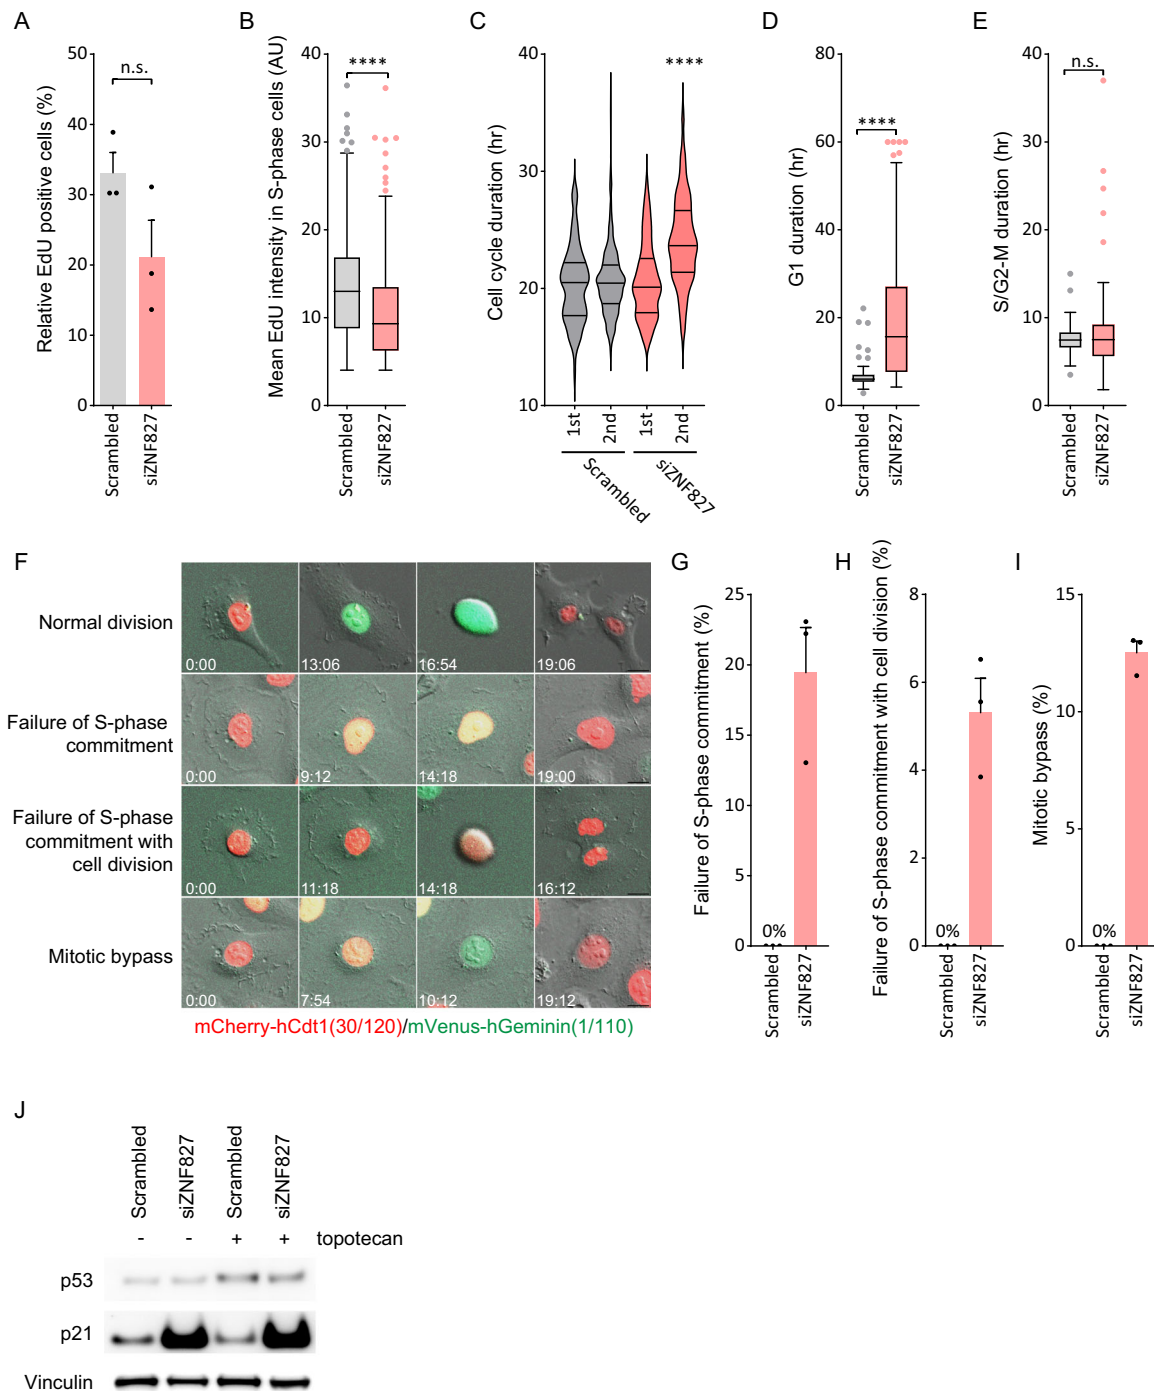 A
Relative EdU positive cells (%)
50
40
30
20
10
0
n.s.
Scrambled
siZNF827
B
Mean EdU intensity in S-phase cells (AU)
40
30
20
10
0
****
Scrambled
siZNF827
C
Cell cycle duration (hr)
40
30
20
10
****
1st
2nd
1st
2nd
Scrambled
siZNF827
D
G1 duration (hr)
80
60
40
20
0
****
Scrambled
siZNF827
E
S/G2-M duration (hr)
40
30
20
10
0
n.s.
Scrambled
siZNF827
F
Normal division
0:00
13:06
16:54
19:06
Failure of S-phase
commitment
0:00
9:12
14:18
19:00
Failure of S-phase
commitment with
cell division
0:00
11:18
14:18
16:12
Mitotic bypass
0:00
7:54
10:12
19:12
mCherry-hCdt1(30/120)/mVenus-hGeminin(1/110)
G
Failure of S-phase commitment (%)
25
20
15
10
5
0
0%
Scrambled
siZNF827
H
Failure of S-phase commitment with cell division (%)
8
6
4
2
0
0%
Scrambled
siZNF827
I
Mitotic bypass (%)
15
10
5
0
0%
Scrambled
siZNF827
J
Scrambled
siZNF827
Scrambled
siZNF827
- - + + topotecan
p53
p21
Vinculin